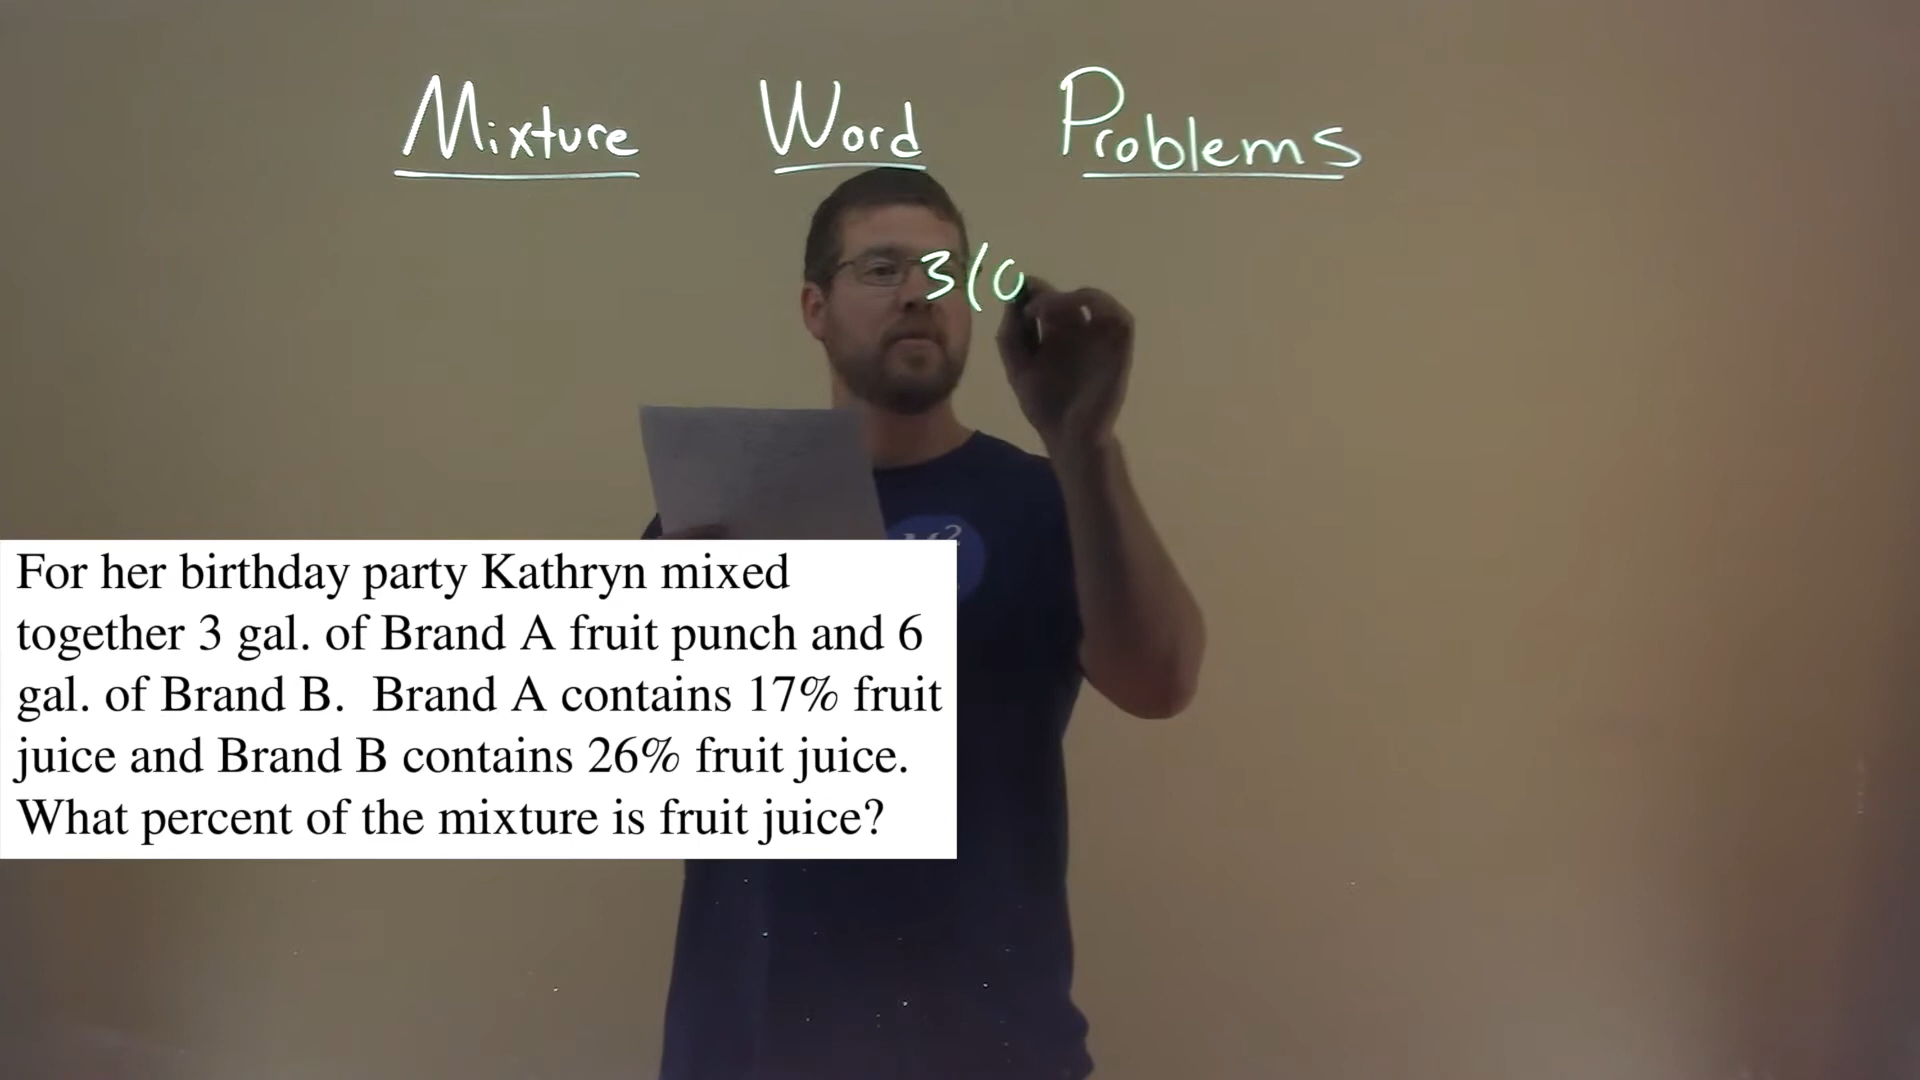 Mixture Word Problems
3(0
For her birthday party Kathryn mixed
together 3 gal. of Brand A fruit punch and 6
gal. of Brand B. Brand A contains 17% fruit
juice and Brand B contains 26% fruit juice.
What percent of the mixture is fruit juice?